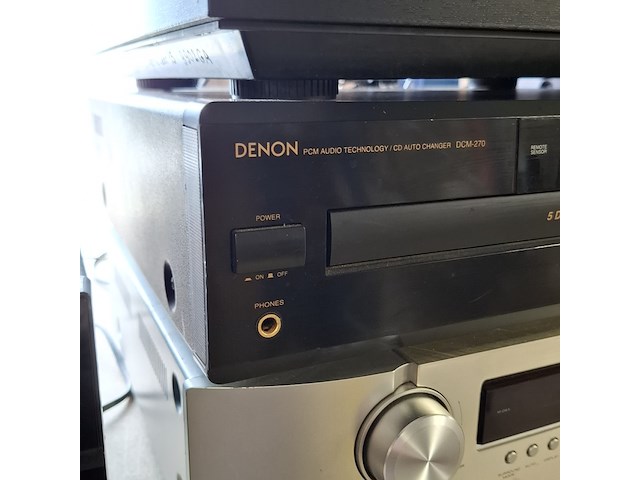 DENON PCM AUDIO TECHNOLOGY / CD AUTO CHANGER DCM-270
REMOTE
SENSOR
5 D
POWER
ON OFF
PHONES